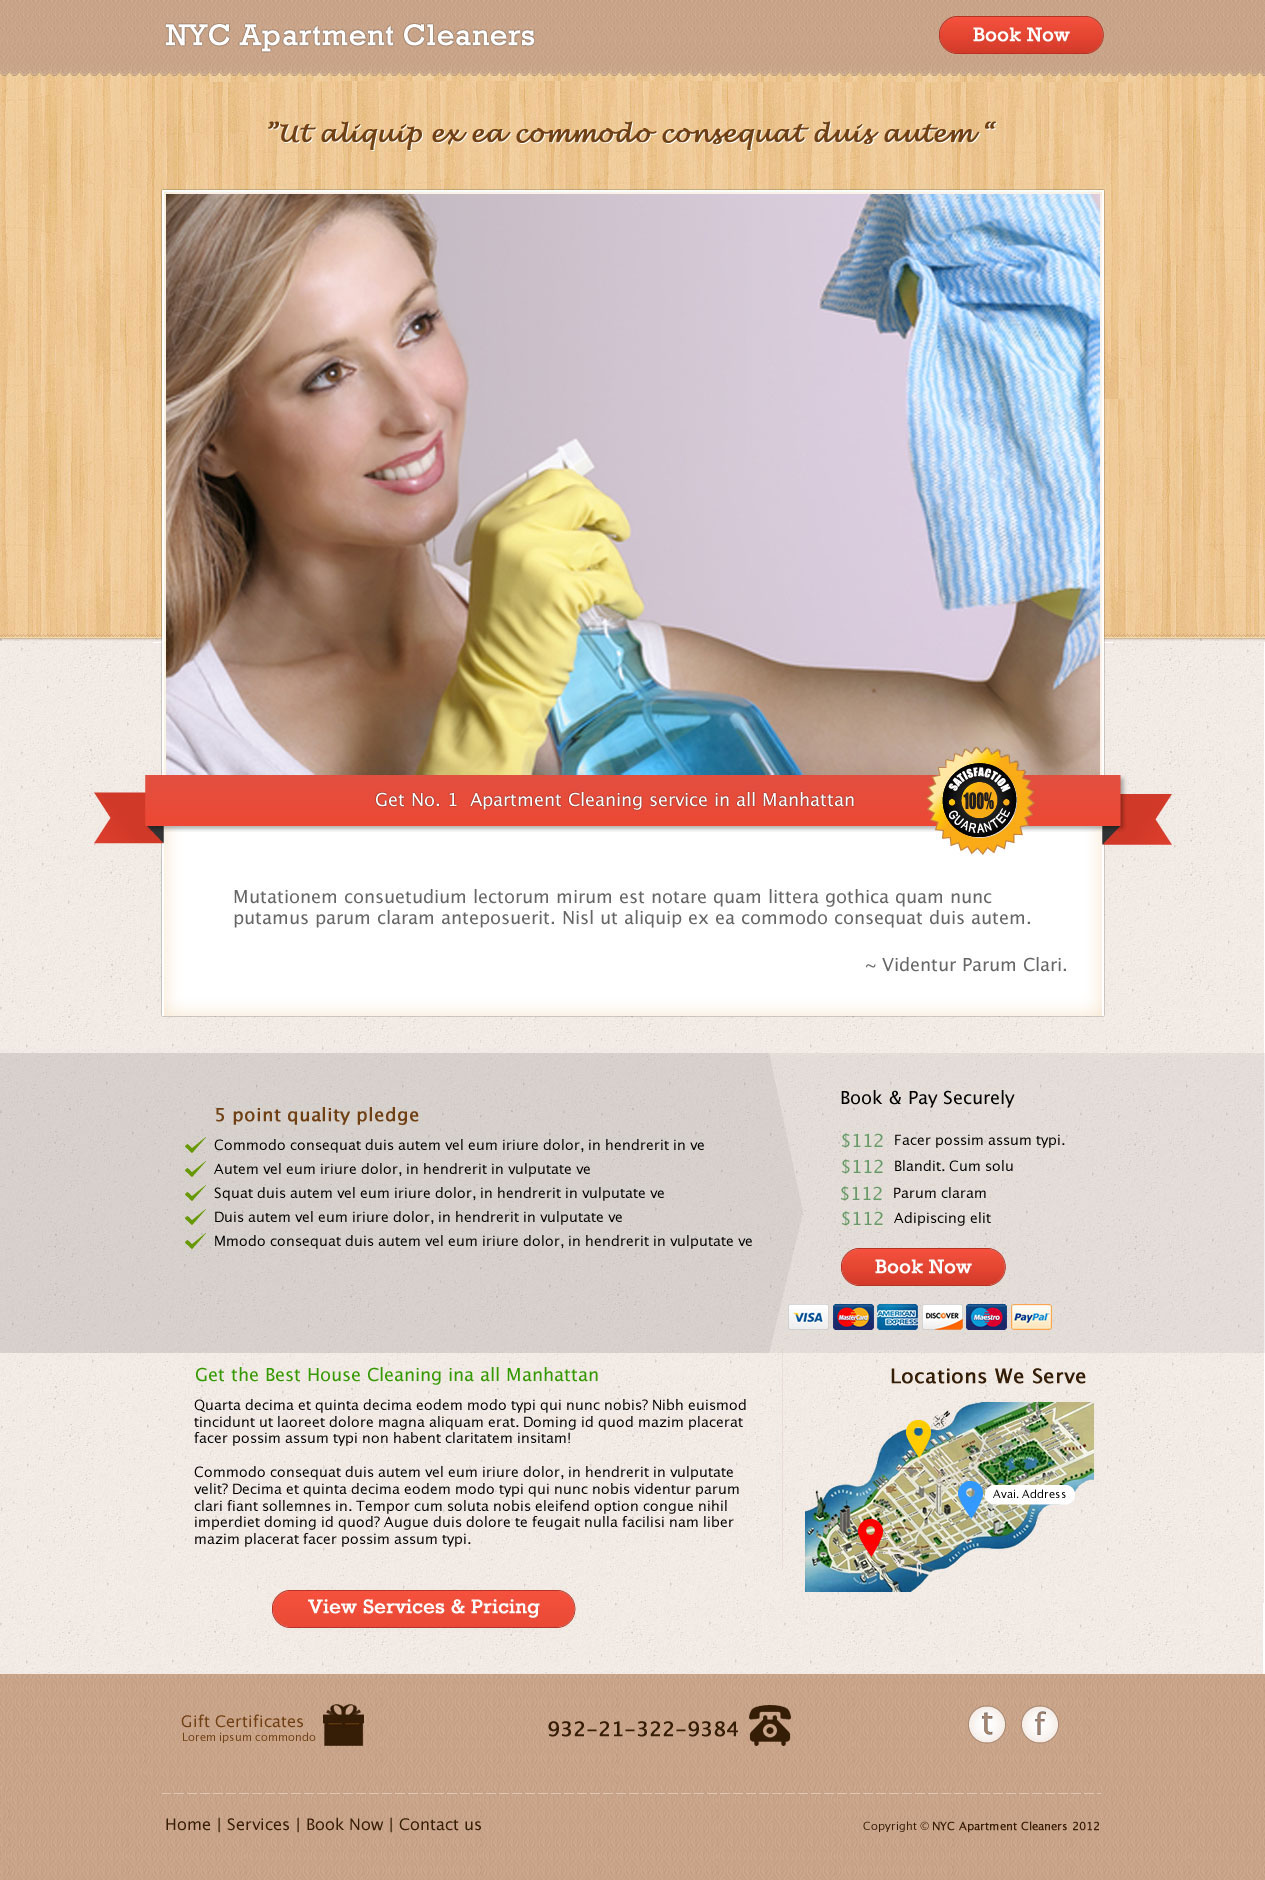 NYC Apartment Cleaners
Book Now
”Ut aliquip ex ea commodo consequat duis autem“
Get No. 1 Apartment Cleaning service in all Manhattan
SATISFACTION
100%
GUARANTEE
Mutationem consuetudium lectorum mirum est notare quam littera gothica quam nunc
putamus parum claram anteposuerit. Nisl ut aliquip ex ea commodo consequat duis autem.
~ Videntur Parum Clari.
5 point quality pledge
Commodo consequat duis autem vel eum iriure dolor, in hendrerit in ve
Autem vel eum iriure dolor, in hendrerit in vulputate ve
Squat duis autem vel eum iriure dolor, in hendrerit in vulputate ve
Duis autem vel eum iriure dolor, in hendrerit in vulputate ve
Mmodo consequat duis autem vel eum iriure dolor, in hendrerit in vulputate ve
Book & Pay Securely
$112 Facer possim assum typi.
$112 Blandit. Cum solu
$112 Parum claram
$112 Adipiscing elit
Book Now
VISA MasterCard AMERICAN EXPRESS DISCOVER Maestro PayPal
Get the Best House Cleaning ina all Manhattan
Quarta decima et quinta decima eodem modo typi qui nunc nobis? Nibh euismod
tincidunt ut laoreet dolore magna aliquam erat. Doming id quod mazim placerat
facer possim assum typi non habent claritatem insitam!
Commodo consequat duis autem vel eum iriure dolor, in hendrerit in vulputate
velit? Decima et quinta decima eodem modo typi qui nunc nobis videntur parum
clari fiant sollemnes in. Tempor cum soluta nobis eleifend option congue nihil
imperdiet doming id quod? Augue duis dolore te feugait nulla facilisi nam liber
mazim placerat facer possim assum typi.
View Services & Pricing
Locations We Serve
Avai. Address
EAST RIVER
HARLEM RIVER
Gift Certificates
Lorem ipsum commondo
932-21-322-9384
t f
Home | Services | Book Now | Contact us
Copyright © NYC Apartment Cleaners 2012